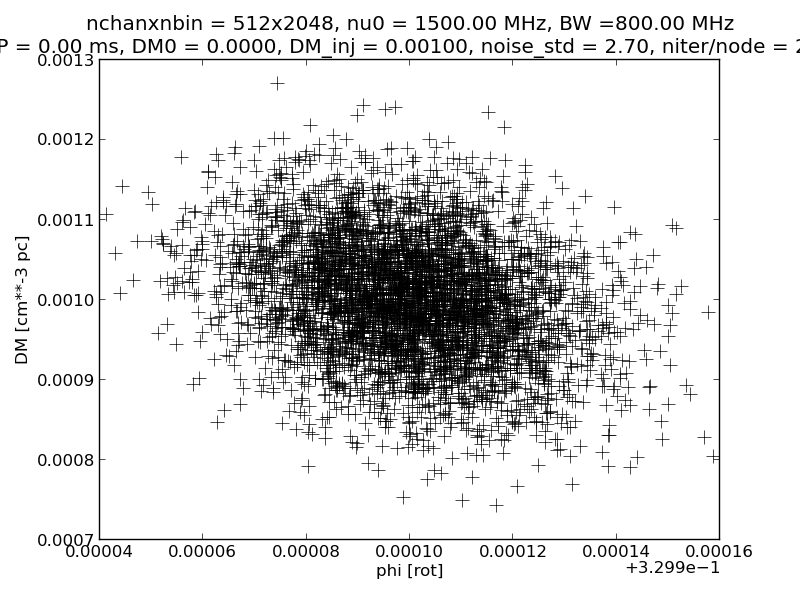 nchanxnbin = 512x2048, nu0 = 1500.00 MHz, BW =800.00 MHz
P = 0.00 ms, DM0 = 0.0000, DM_inj = 0.00100, noise_std = 2.70, niter/node = 2
0.0013
0.0012
0.0011
0.0010
0.0009
0.0008
0.0007
DM [cm**-3 pc]
0.00004 0.00006 0.00008 0.00010 0.00012 0.00014 0.00016
phi [rot]
+3.299e−1